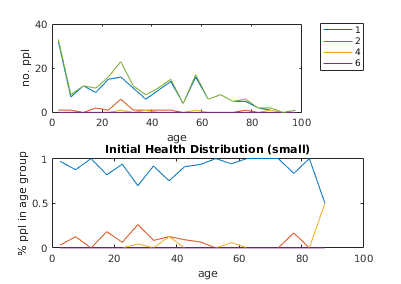 40
20
0
no. ppl
0 20 40 60 80 100
age
1
2
4
6
Initial Health Distribution (small)
1
0.5
0
% ppl in age group
0 20 40 60 80 100
age